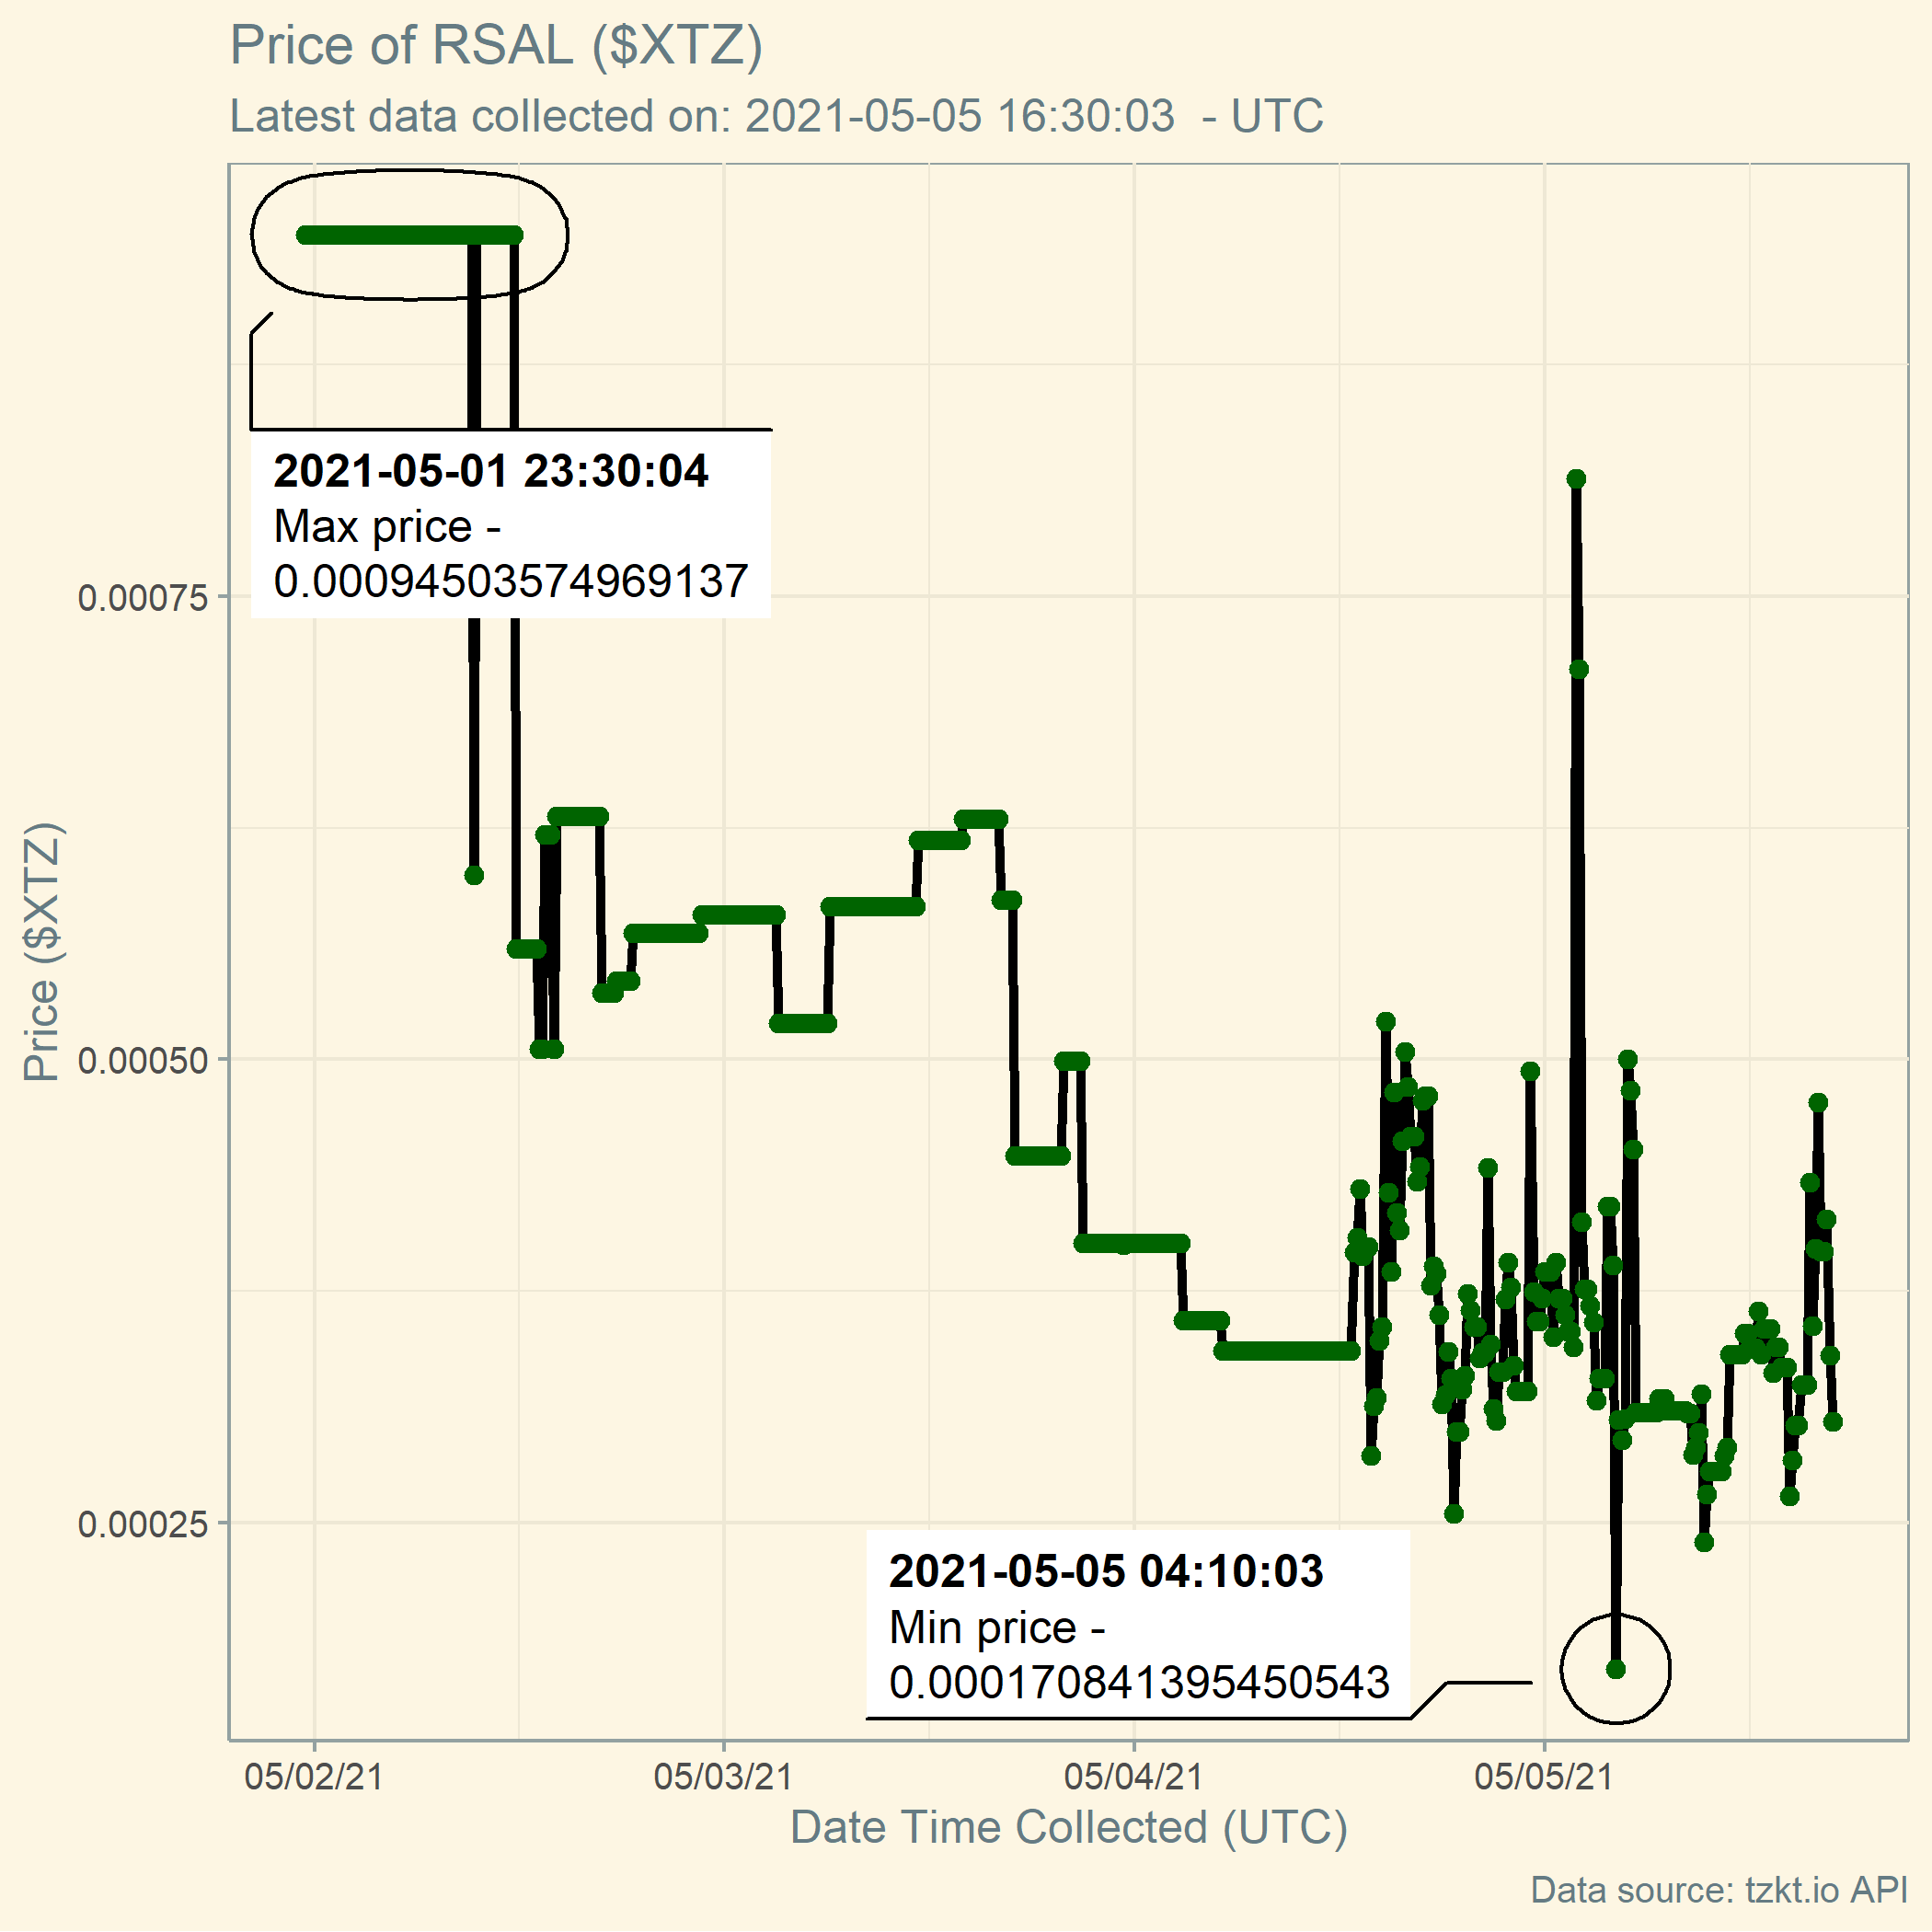 Price of RSAL ($XTZ)
Latest data collected on: 2021-05-05 16:30:03  - UTC
2021-05-01 23:30:04
Max price -
0.000945035749691​37
0.00075
Price ($XTZ)
0.00050
0.00025
2021-05-05 04:10:03
Min price -
0.000170841395450543
05/02/21
05/03/21
05/04/21
05/05/21
Date Time Collected (UTC)
Data source: tzkt.io API